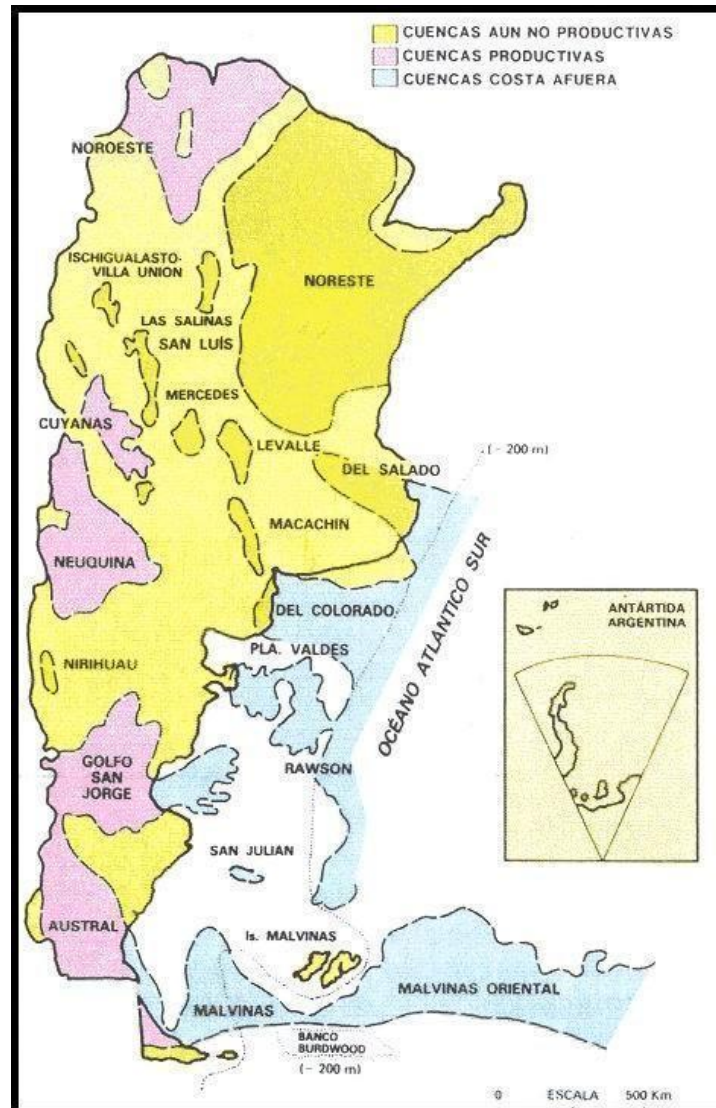 CUENCAS AUN NO PRODUCTIVAS
CUENCAS PRODUCTIVAS
CUENCAS COSTA AFUERA
NOROESTE
ISCHIGUALASTO-
VILLA UNION
NORESTE
LAS SALINAS
SAN LUÍS
MERCEDES
CUYANAS
LEVALLE
(- 200 m)
DEL SALADO
MACACHIN
NEUQUINA
DEL COLORADO
PLA. VALDES
OCÉANO ATLÁNTICO SUR
ANTÁRTIDA
ARGENTINA
NIRIHUAU
RAWSON
GOLFO
SAN
JORGE
SAN JULIAN
AUSTRAL
Is. MALVINAS
MALVINAS ORIENTAL
MALVINAS
BANCO
BURDWOOD
(- 200 m)
0 ESCALA 500 Km